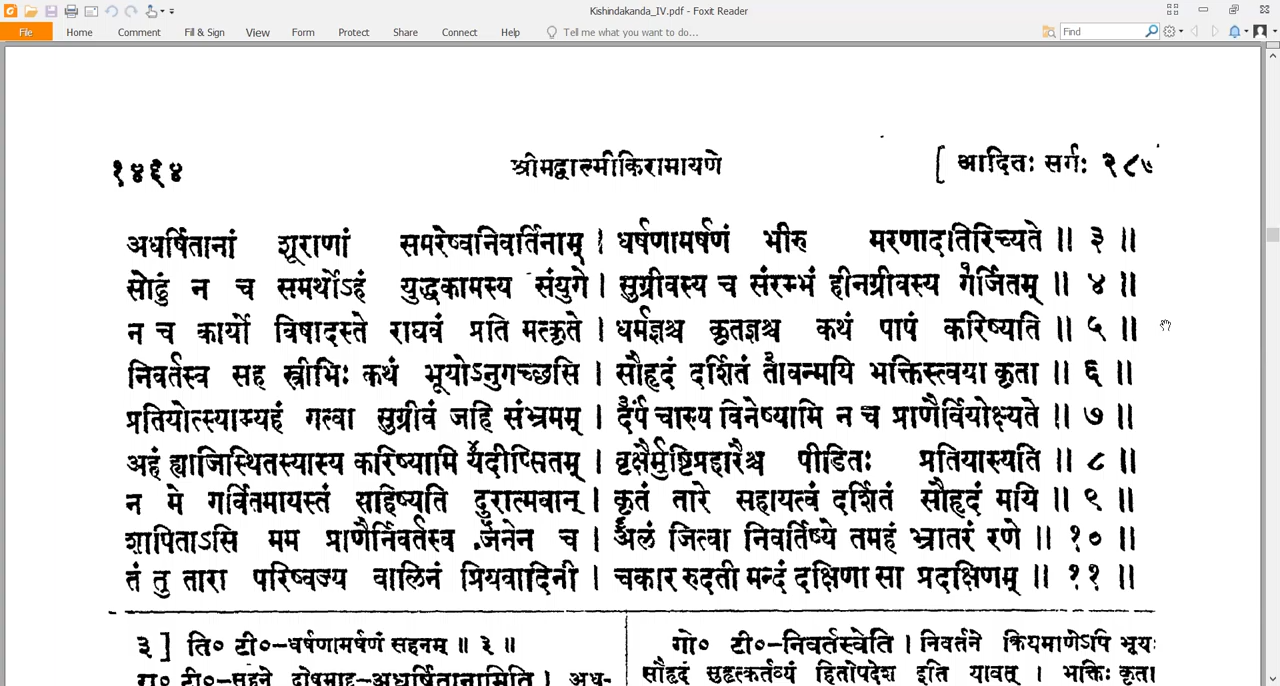 Kishindakanda_IV.pdf - Foxit Reader
File Home Comment Fill & Sign View Form Protect Share Connect Help Tell me what you want to do... Find
१४६४ श्रीमद्वाल्मीकिरामायणे [ आदितः सर्गः २८७
अधर्षितानां शूराणां समरेष्वनिवर्तिनाम् । धर्षणामर्षणं भीरु मरणादतिरिच्यते ॥ ३ ॥
सोढुं न च समर्थोऽहं युद्धकामस्य संयुगे । सुग्रीवस्य च संरम्भं हीनग्रीवस्य गर्जितम् ॥ ४ ॥
न च कार्यो विषादस्ते राघवं प्रति मत्कृते । धर्मज्ञश्च कृतज्ञश्च कथं पापं करिष्यति ॥ ५ ॥
निवर्तस्व सह स्त्रीभिः कथं भूयोऽनुगच्छसि । सौहृदं दर्शितं तावन्मयि भक्तिस्त्वया कृता ॥ ६ ॥
प्रतियोत्स्याम्यहं गत्वा सुग्रीवं जहि संभ्रमम् । दर्पं चास्य विनेष्यामि न च प्राणैर्वियोक्ष्यते ॥ ७ ॥
अहं ह्याजिस्थितस्यास्य करिष्यामि यदीप्सितम् । वृक्षैर्मुष्टिप्रहारैश्च पीडितः प्रतियास्यति ॥ ८ ॥
न मे गर्वितमायस्तं सहिष्यति दुरात्मवान् । कृतं तारे सहायत्वं दर्शितं सौहृदं मयि ॥ ९ ॥
शापिताऽसि मम प्राणैर्निवर्तस्व जनेन च । अलं जित्वा निवर्तिष्ये तमहं भ्रातरं रणे ॥ १० ॥
तं तु तारा परिष्वज्य वालिनं प्रियवादिनी । चकार रुदती मन्दं दक्षिणा सा प्रदक्षिणम् ॥ ११ ॥
३ ] ति० टी०-धर्षणामर्षणं सहनम् ॥ ३ ॥
रा० टी०-सहने दोषमाह-अधर्षितानामिति । अध-
गो० टी०-निवर्तस्वेति । निवर्तने क्रियमाणेऽपि भूयः
सौहृदं सुहृत्कर्तव्यं हितोपदेश इति यावत् । भक्तिः कृता